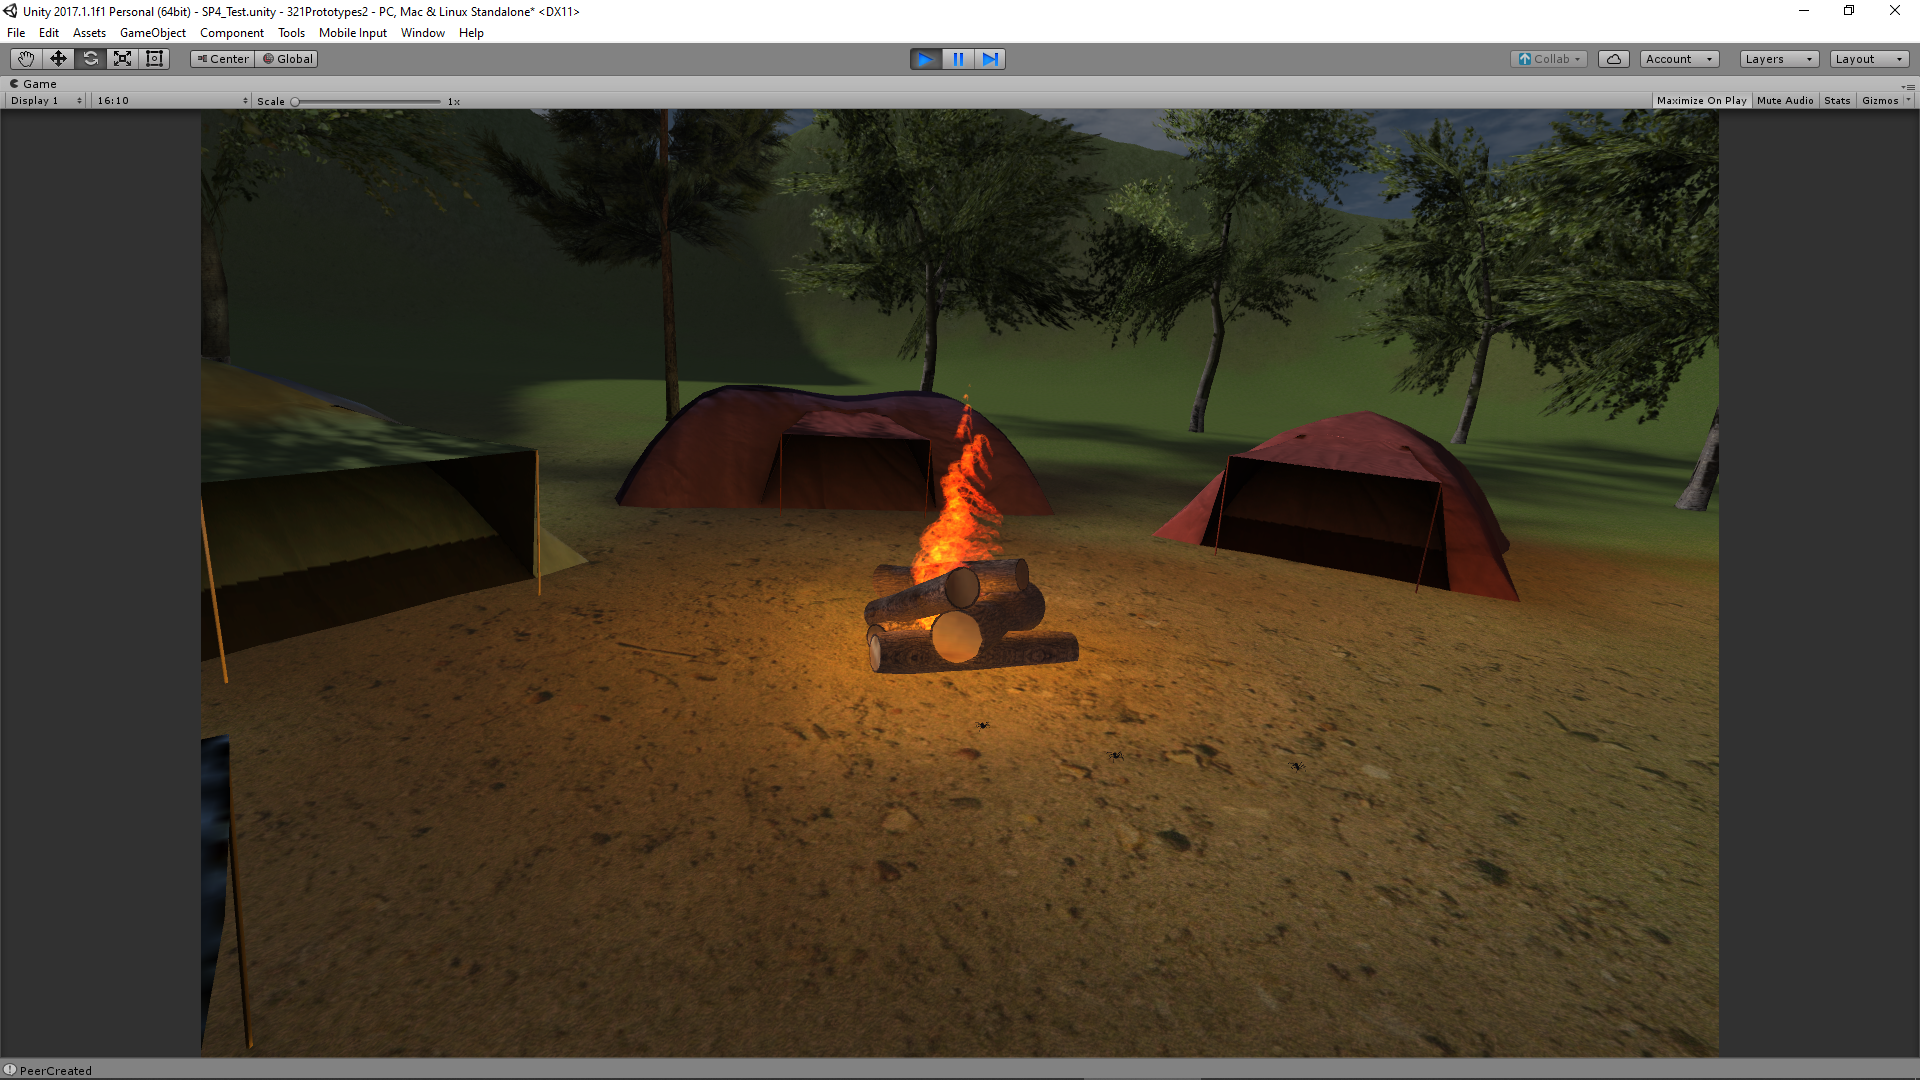 Unity 2017.1.1f1 Personal (64bit) - SP4_Test.unity - 321Prototypes2 - PC, Mac & Linux Standalone* <DX11>
File Edit Assets GameObject Component Tools Mobile Input Window Help
Center Global Collab Account Layers Layout
Game
Display 1 16:10 Scale 1x Maximize On Play Mute Audio Stats Gizmos
PeerCreated